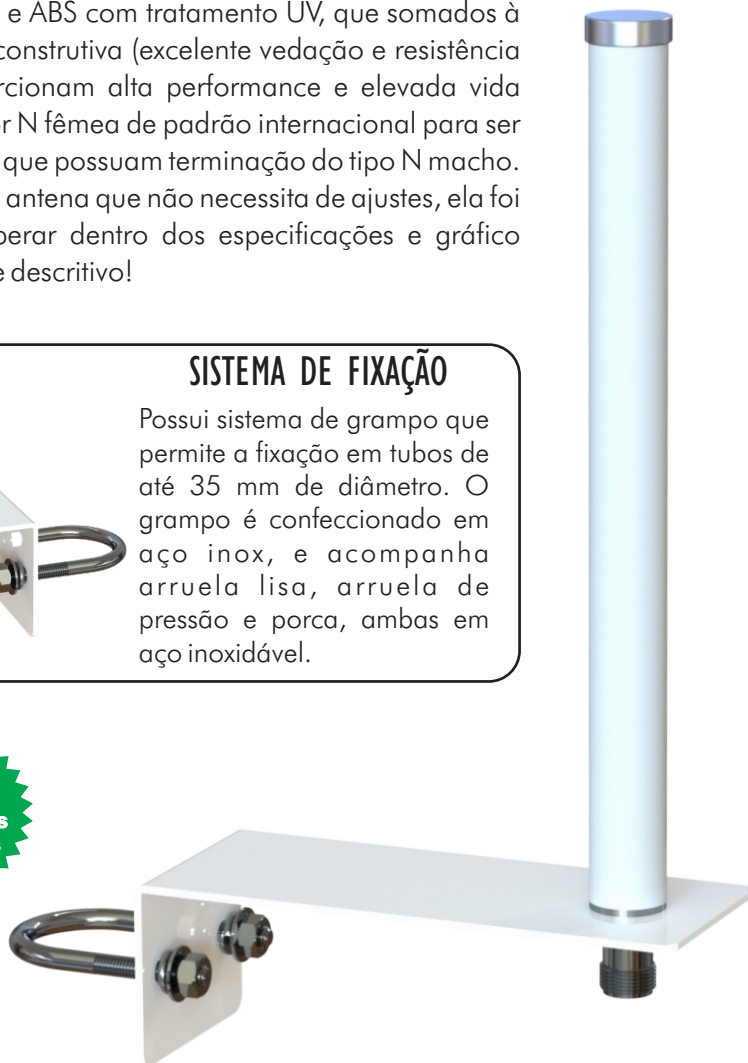 e ABS com tratamento UV, que somados à
construtiva (excelente vedação e resistência
rcionam alta performance e elevada vida
r N fêmea de padrão internacional para ser
que possuam terminação do tipo N macho.
antena que não necessita de ajustes, ela foi
perar dentro dos especificações e gráfico
e descritivo!
SISTEMA DE FIXAÇÃO
Possui sistema de grampo que
permite a fixação em tubos de
até 35 mm de diâmetro. O
grampo é confeccionado em
aço inox, e acompanha
arruela lisa, arruela de
pressão e porca, ambas em
aço inoxidável.